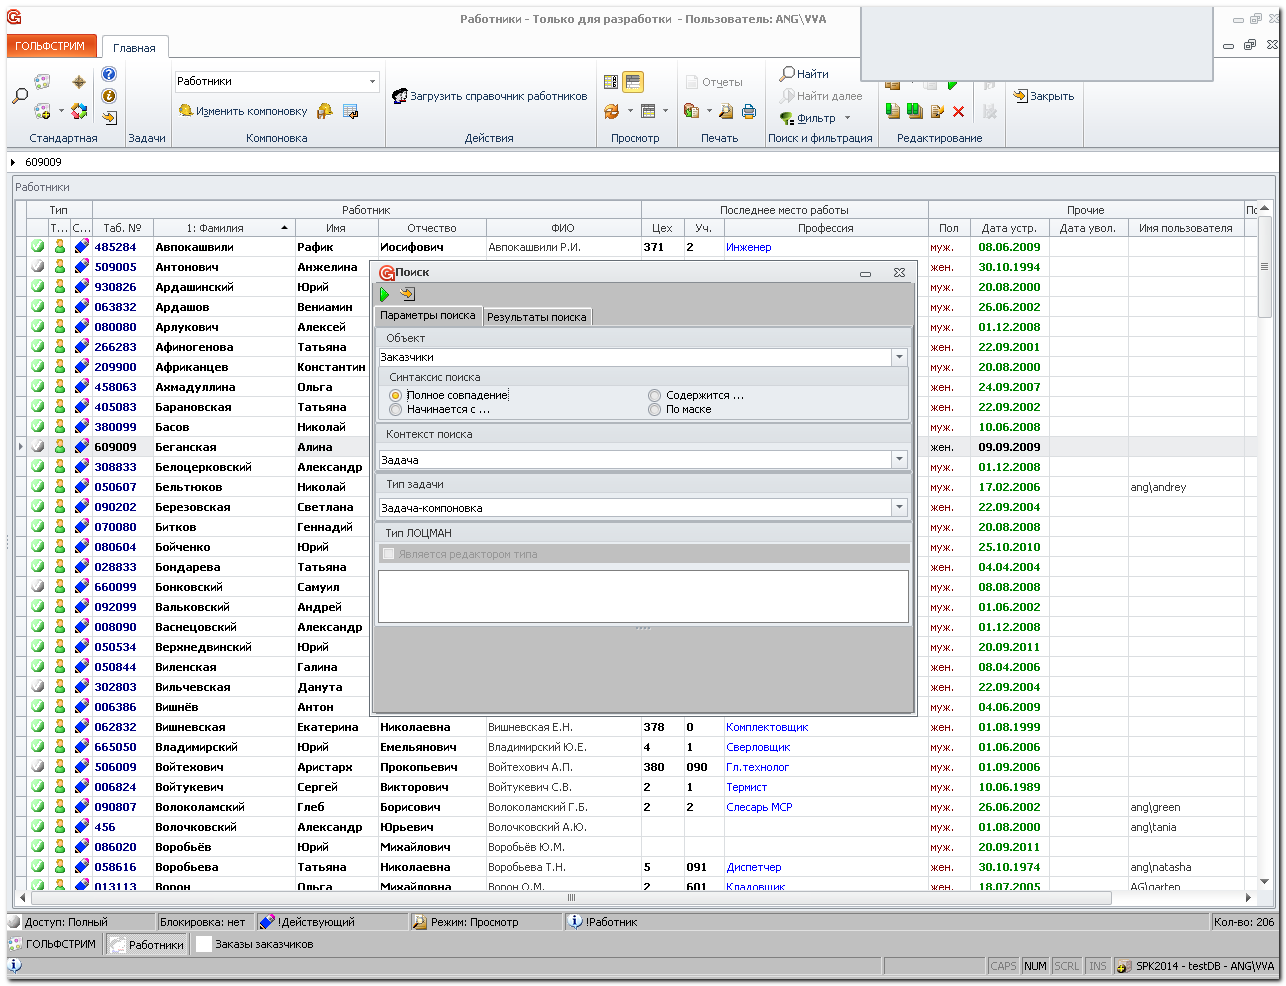 Работники - Только для разработки - Пользователь: ANG\VVA
ГОЛЬФСТРИМ Главная
Работники
Изменить компоновку
Загрузить справочник работников
Отчеты
Найти
Найти далее
Фильтр
Закрыть
Стандартная Задачи Компоновка Действия Просмотр Печать Поиск и фильтрация Редактирование
609009
Работники
Тип Работник Последнее место работы Прочие По
Т... С... Таб. № 1: Фамилия Имя Отчество ФИО Цех Уч. Профессия Пол Дата устр. Дата увол. Имя пользователя
485284 Авпокашвили Рафик Иосифович Авпокашвили Р.И. 371 2 Инженер муж. 08.06.2009
509005 Антонович Анжелина жен. 30.10.1994
930826 Ардашинский Юрий муж. 20.08.2000
063832 Ардашов Вениамин муж. 26.06.2002
080080 Арлукович Алексей муж. 01.12.2008
266283 Афиногенова Татьяна жен. 22.09.2001
209900 Африканцев Константин муж. 20.08.2000
458063 Ахмадуллина Ольга жен. 24.09.2007
405083 Барановская Татьяна жен. 22.09.2002
380099 Басов Николай муж. 10.06.2008
609009 Беганская Алина жен. 09.09.2009
308833 Белоцерковский Александр муж. 01.12.2008
050607 Бельтюков Николай муж. 17.02.2006 ang\andrey
090202 Березовская Светлана жен. 22.09.2004
070080 Битков Геннадий муж. 20.08.2008
080604 Бойченко Юрий муж. 25.10.2010
028833 Бондарева Татьяна жен. 04.04.2004
660099 Бонковский Самуил муж. 08.08.2008
092099 Вальковский Андрей муж. 01.06.2002
008090 Васнецовский Александр муж. 01.12.2008
050534 Верхнедвинский Юрий муж. 20.09.2011
050844 Виленская Галина жен. 08.04.2006
302803 Вильчевская Данута жен. 22.09.2004
006386 Вишнёв Антон муж. 04.06.2009
062832 Вишневская Екатерина Николаевна Вишневская Е.Н. 378 0 Комплектовщик жен. 01.08.1999
665050 Владимирский Юрий Емельянович Владимирский Ю.Е. 4 1 Сверловщик муж. 01.06.2006
506009 Войтехович Аристарх Прокопьевич Войтехович А.П. 380 090 Гл.технолог муж. 01.09.2006
006824 Войтукевич Сергей Викторович Войтукевич С.В. 2 1 Термист муж. 10.06.1989
090807 Волоколамский Глеб Борисович Волоколамский Г.Б. 2 2 Слесарь МСР муж. 26.06.2002 ang\green
456 Волочковский Александр Юрьевич Волочковский А.Ю. муж. 01.08.2000 ang\tania
086020 Воробьёв Юрий Михайлович Воробьёв Ю.М. муж. 20.09.2011
058616 Воробьева Татьяна Николаевна Воробьева Т.Н. 5 091 Диспетчер жен. 30.10.1974 ang\natasha
013113 Ворон Ольга Михайловна Ворон О.М. 2 601 Кладовщик жен. 18.07.2005 AG\garten
Поиск
Параметры поиска Результаты поиска
Объект
Заказчики
Синтаксис поиска
Полное совпадение Содержится ...
Начинается с ... По маске
Контекст поиска
Задача
Тип задачи
Задача-компоновка
Тип ЛОЦМАН
Является редактором типа
Доступ: Полный Блокировка: нет !Действующий Режим: Просмотр !Работник Кол-во: 206
ГОЛЬФСТРИМ Работники Заказы заказчиков
CAPS NUM SCRL INS SPK2014 - testDB - ANG\VVA